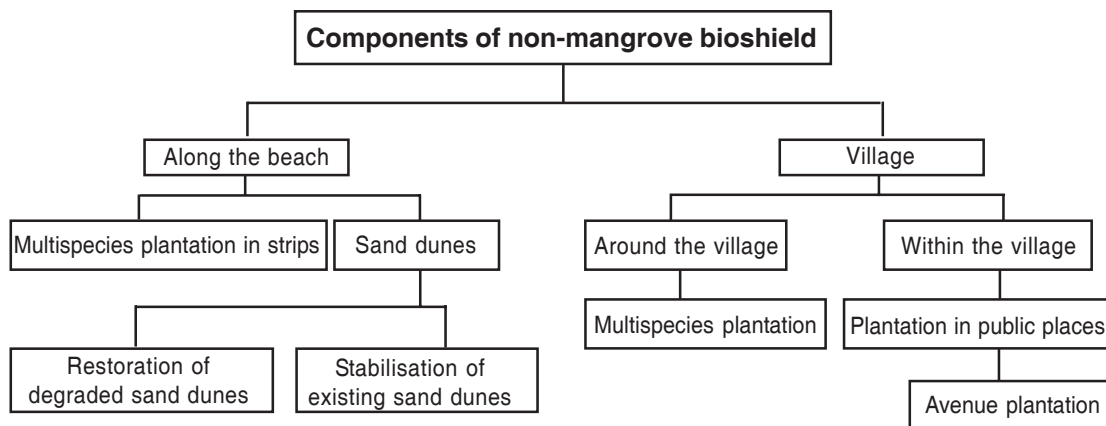 Components of non-mangrove bioshield
Along the beach
Village
Multispecies plantation in strips
Sand dunes
Around the village
Within the village
Multispecies plantation
Plantation in public places
Restoration of
degraded sand dunes
Stabilisation of
existing sand dunes
Avenue plantation